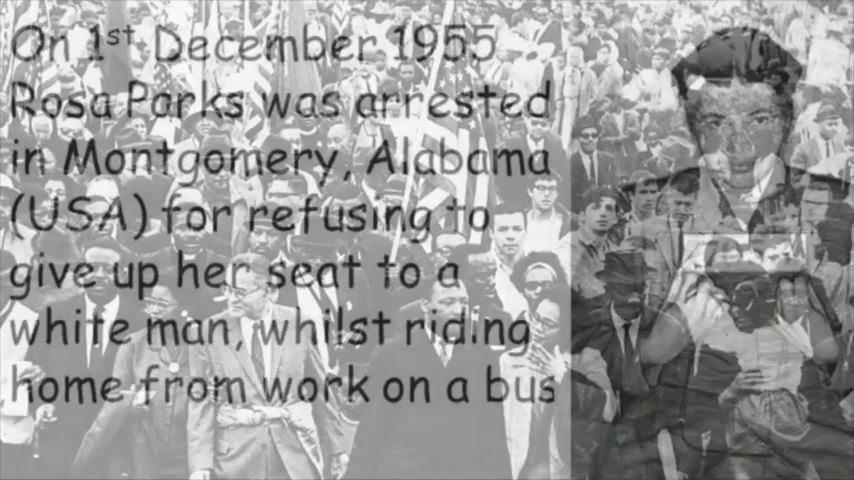 On 1st December 1955
Rosa Parks was arrested
in Montgomery, Alabama
(USA) for refusing to
give up her seat to a
white man, whilst riding
home from work on a bus